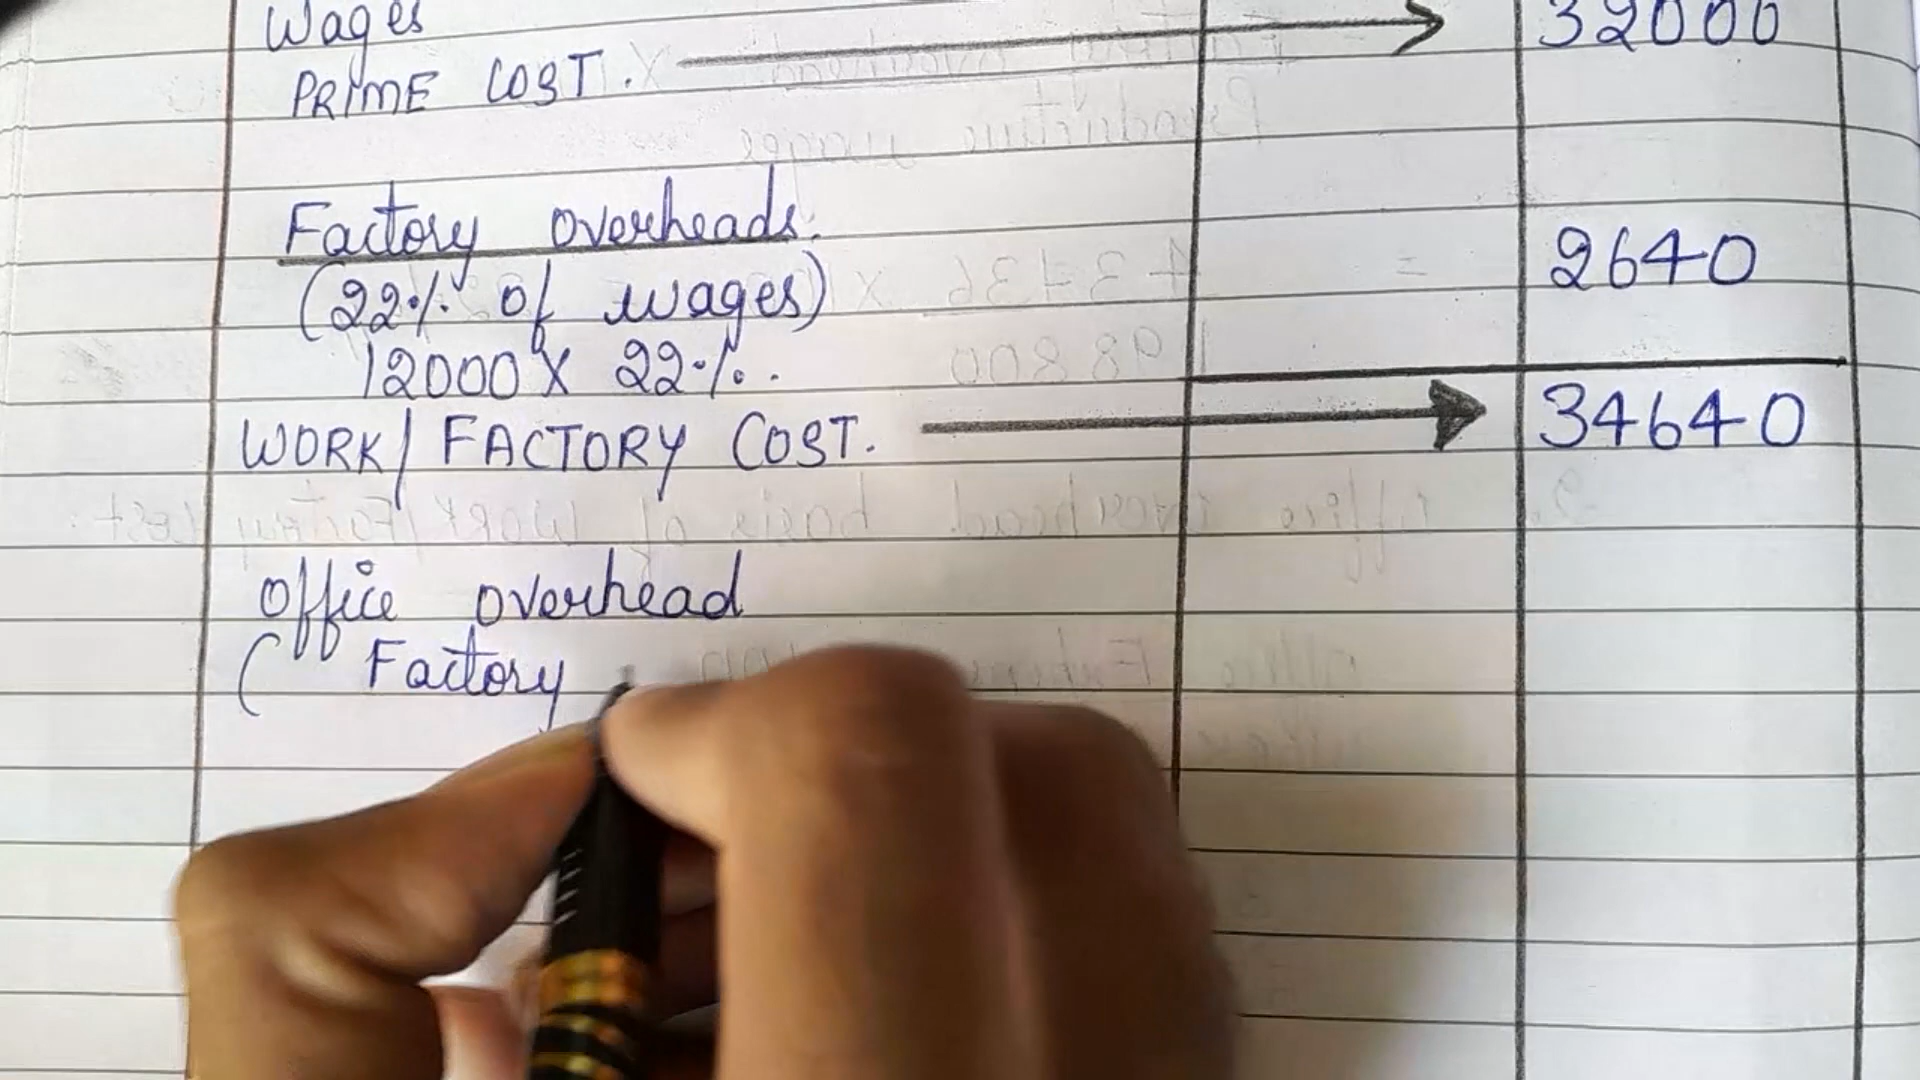 Wages 32000
PRIME COST.
Factory overheads. 2640
(22% of wages)
12000 X 22%.
WORK/ FACTORY COST. 34640
Office overhead
( Factory